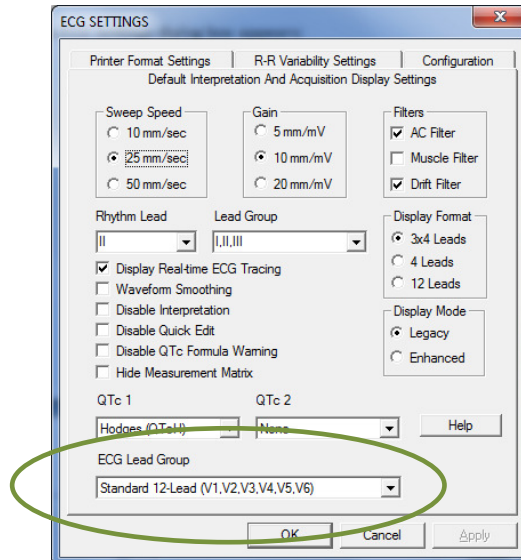 ECG SETTINGS
Printer Format Settings R-R Variability Settings Configuration
Default Interpretation And Acquisition Display Settings
Sweep Speed
10 mm/sec
25 mm/sec
50 mm/sec
Gain
5 mm/mV
10 mm/mV
20 mm/mV
Filters
AC Filter
Muscle Filter
Drift Filter
Rhythm Lead
II
Lead Group
I,II,III
Display Format
3x4 Leads
4 Leads
12 Leads
Display Real-time ECG Tracing
Waveform Smoothing
Disable Interpretation
Disable Quick Edit
Disable QTc Formula Warning
Hide Measurement Matrix
Display Mode
Legacy
Enhanced
QTc 1
Hodges (QTcH)
QTc 2
None
Help
ECG Lead Group
Standard 12-Lead (V1,V2,V3,V4,V5,V6)
OK Cancel Apply